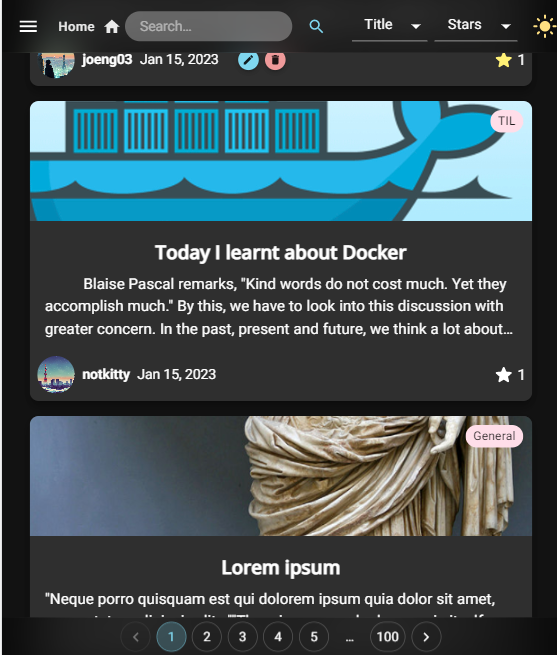 Home Search... Title Stars
joeng03 Jan 15, 2023 1
TIL
Today I learnt about Docker
Blaise Pascal remarks, "Kind words do not cost much. Yet they
accomplish much." By this, we have to look into this discussion with
greater concern. In the past, present and future, we think a lot about...
notkitty Jan 15, 2023 1
General
Lorem ipsum
"Neque porro quisquam est qui dolorem ipsum quia dolor sit amet,
1 2 3 4 5 ... 100